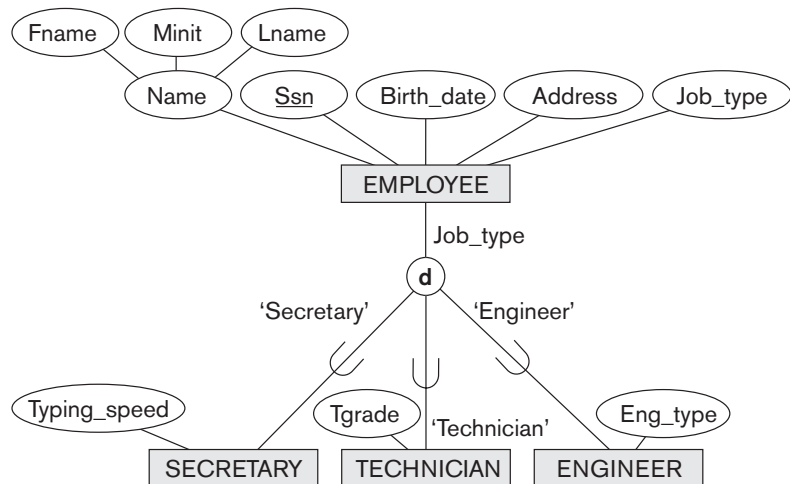 Fname Minit Lname
Name Ssn Birth_date Address Job_type
EMPLOYEE
Job_type
d
‘Secretary’ ‘Engineer’
Typing_speed Tgrade ‘Technician’ Eng_type
SECRETARY TECHNICIAN ENGINEER